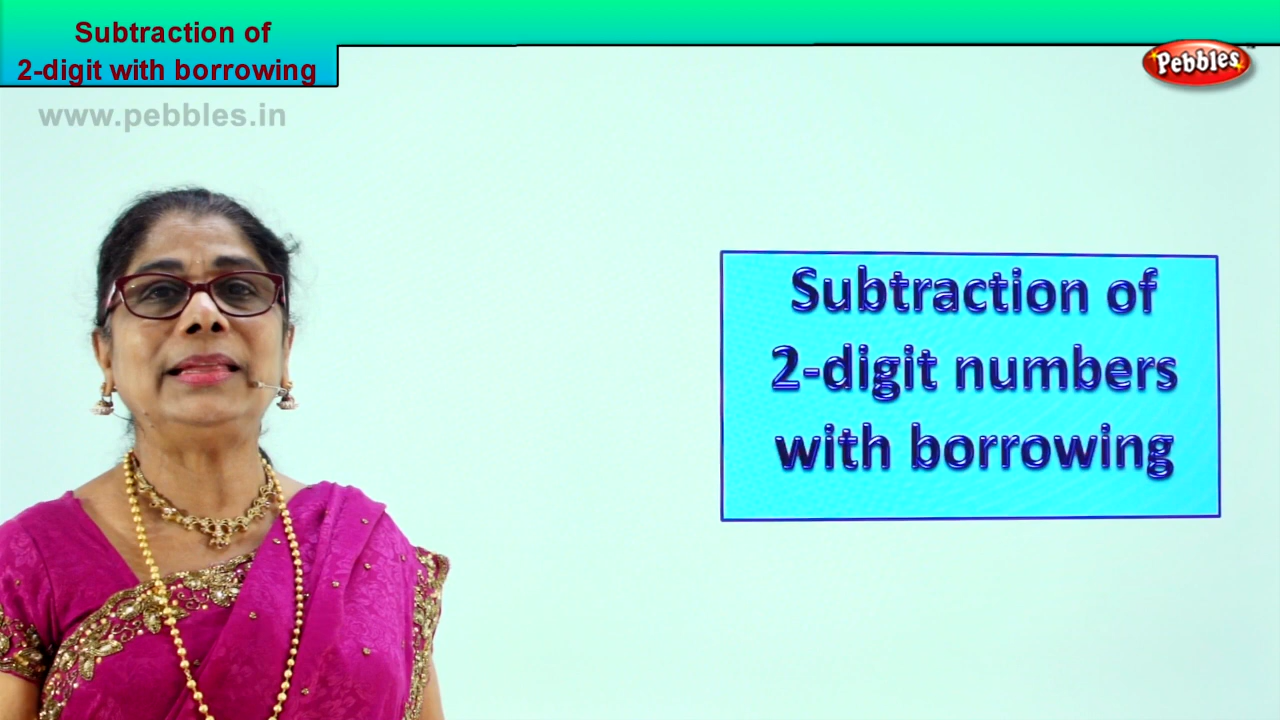 Subtraction of
2-digit with borrowing
www.pebbles.in
Pebbles
Subtraction of
2-digit numbers
with borrowing